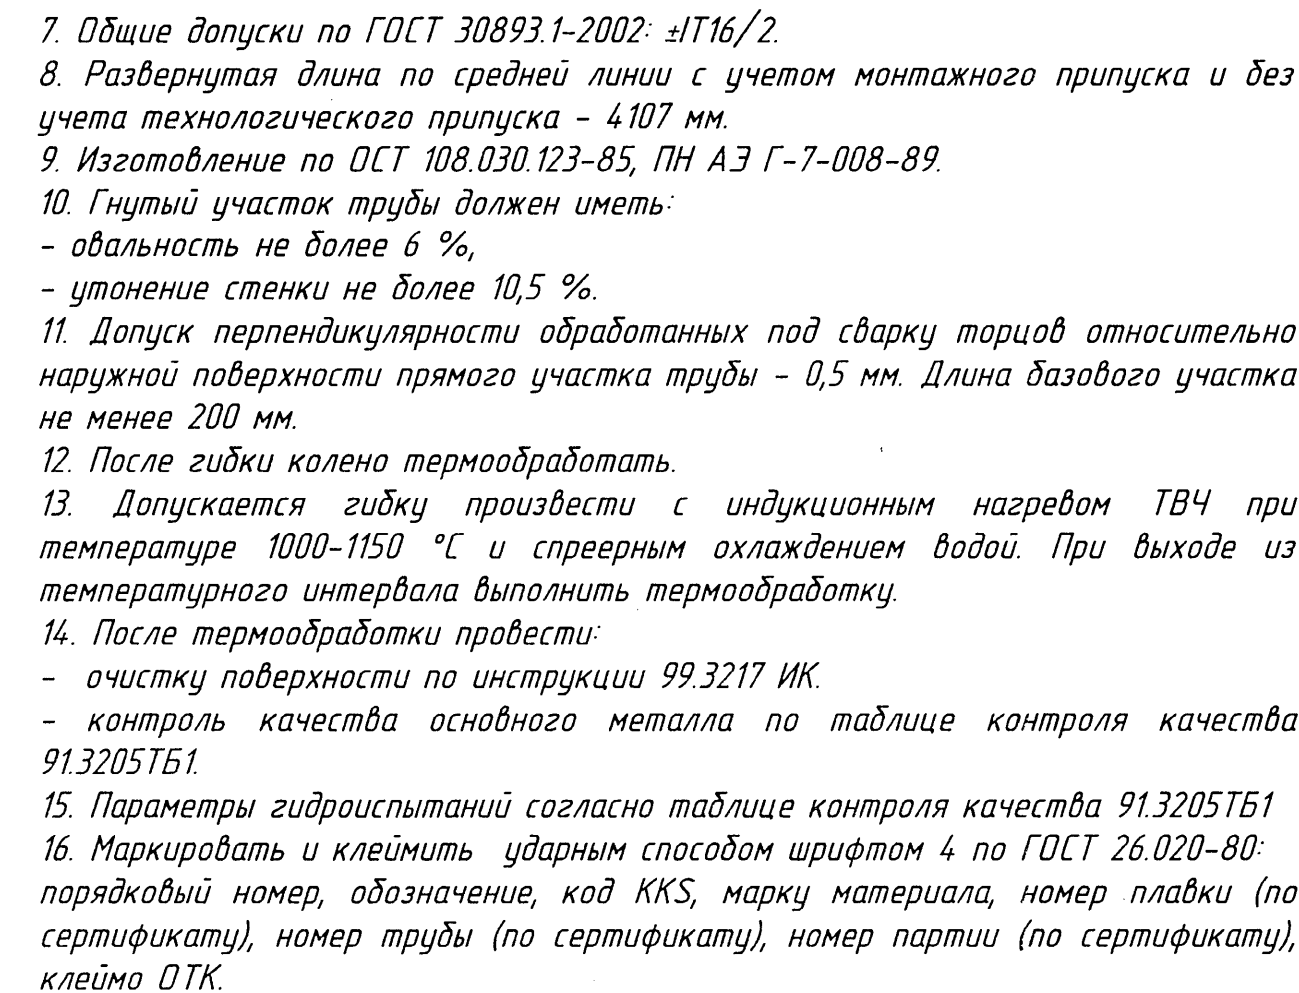 7. Общие допуски по ГОСТ 30893.1-2002: ±IT16/2.
8. Развернутая длина по средней линии с учетом монтажного припуска и без
учета технологического припуска - 4107 мм.
9. Изготовление по ОСТ 108.030.123-85, ПН АЭ Г-7-008-89.
10. Гнутый участок трубы должен иметь:
- овальность не более 6 %,
- утонение стенки не более 10,5 %.
11. Допуск перпендикулярности обработанных под сварку торцов относительно
наружной поверхности прямого участка трубы - 0,5 мм. Длина базового участка
не менее 200 мм.
12. После гибки колено термообработать.
13. Допускается гибку произвести с индукционным нагревом ТВЧ при
температуре 1000-1150 °С и спреерным охлаждением водой. При выходе из
температурного интервала выполнить термообработку.
14. После термообработки провести:
- очистку поверхности по инструкции 99.3217 ИК.
- контроль качества основного металла по таблице контроля качества
91.3205ТБ1.
15. Параметры гидроиспытаний согласно таблице контроля качества 91.3205ТБ1
16. Маркировать и клеймить ударным способом шрифтом 4 по ГОСТ 26.020-80:
порядковый номер, обозначение, код KKS, марку материала, номер плавки (по
сертификату), номер трубы (по сертификату), номер партии (по сертификату),
клеймо ОТК.